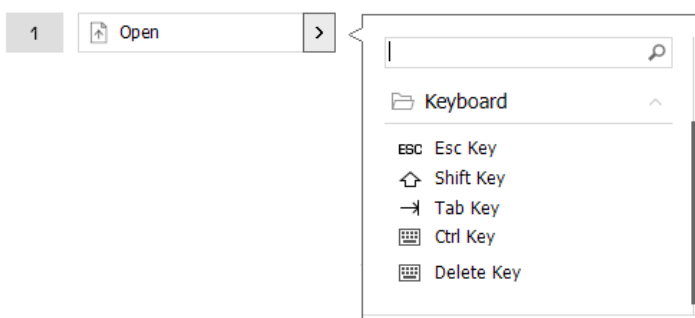 1 Open >
Keyboard
ESC Esc Key
Shift Key
Tab Key
Ctrl Key
Delete Key